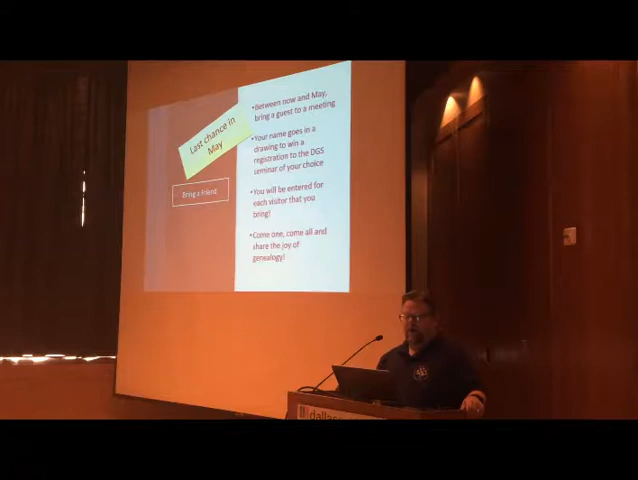 Last chance in
May
Bring a Friend
•Between now and May,
bring a guest to a meeting
•Your name goes in a
drawing to win a
registration to the DGS
seminar of your choice
•You will be entered for
each visitor that you
bring!
•Come one, come all and
share the joy of
genealogy!